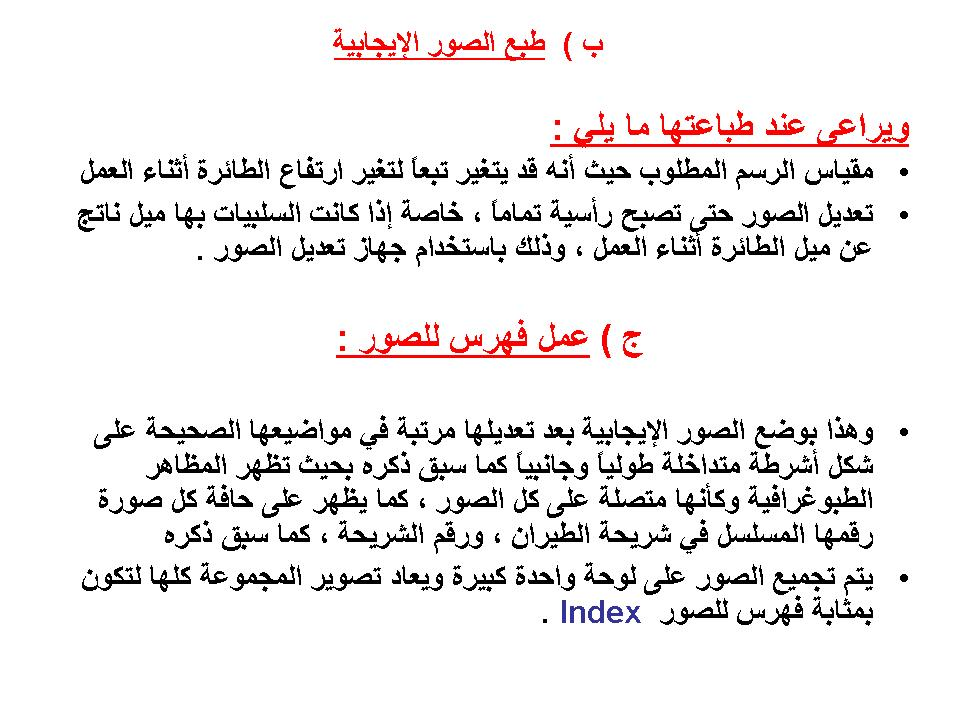 ب ) طبع الصور الإيجابية
ويراعى عند طباعتها ما يلي :
• مقياس الرسم المطلوب حيث أنه قد يتغير تبعاً لتغير ارتفاع الطائرة أثناء العمل
• تعديل الصور حتى تصبح رأسية تماماً ، خاصة إذا كانت السلبيات بها ميل ناتج
عن ميل الطائرة أثناء العمل ، وذلك باستخدام جهاز تعديل الصور .
ج ) عمل فهرس للصور :
• وهذا بوضع الصور الإيجابية بعد تعديلها مرتبة في مواضيعها الصحيحة على
شكل أشرطة متداخلة طولياً وجانبياً كما سبق ذكره بحيث تظهر المظاهر
الطبوغرافية وكأنها متصلة على كل الصور ، كما يظهر على حافة كل صورة
رقمها المسلسل في شريحة الطيران ، ورقم الشريحة ، كما سبق ذكره
• يتم تجميع الصور على لوحة واحدة كبيرة ويعاد تصوير المجموعة كلها لتكون
بمثابة فهرس للصور Index .